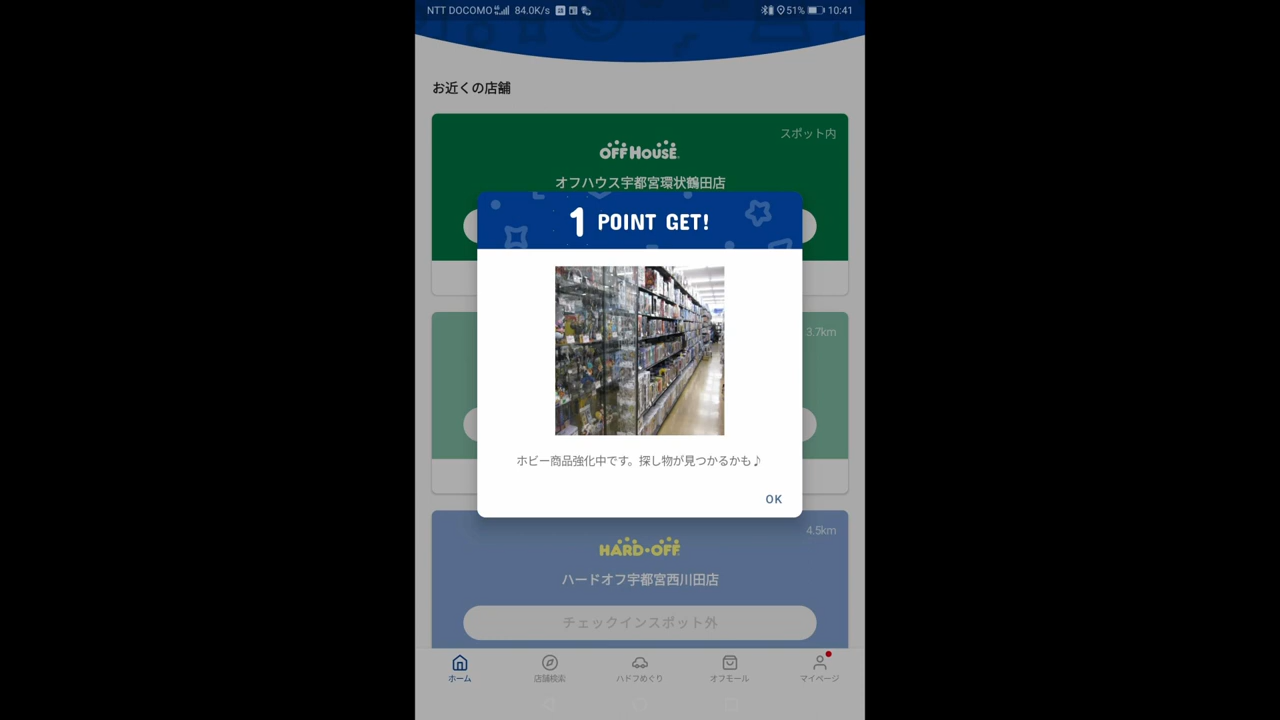 NTT DOCOMO 84.0K/s 51% 10:41
お近くの店舗
スポット内
OFF HOUSE
オフハウス宇都宮環状鶴田店
1 POINT GET!
3.7km
ホビー商品強化中です。探し物が見つかるかも♪
OK
4.5km
HARD・OFF
ハードオフ宇都宮西川田店
チェックインスポット外
ホーム 店舗検索 ハドフめぐり オフモール マイページ